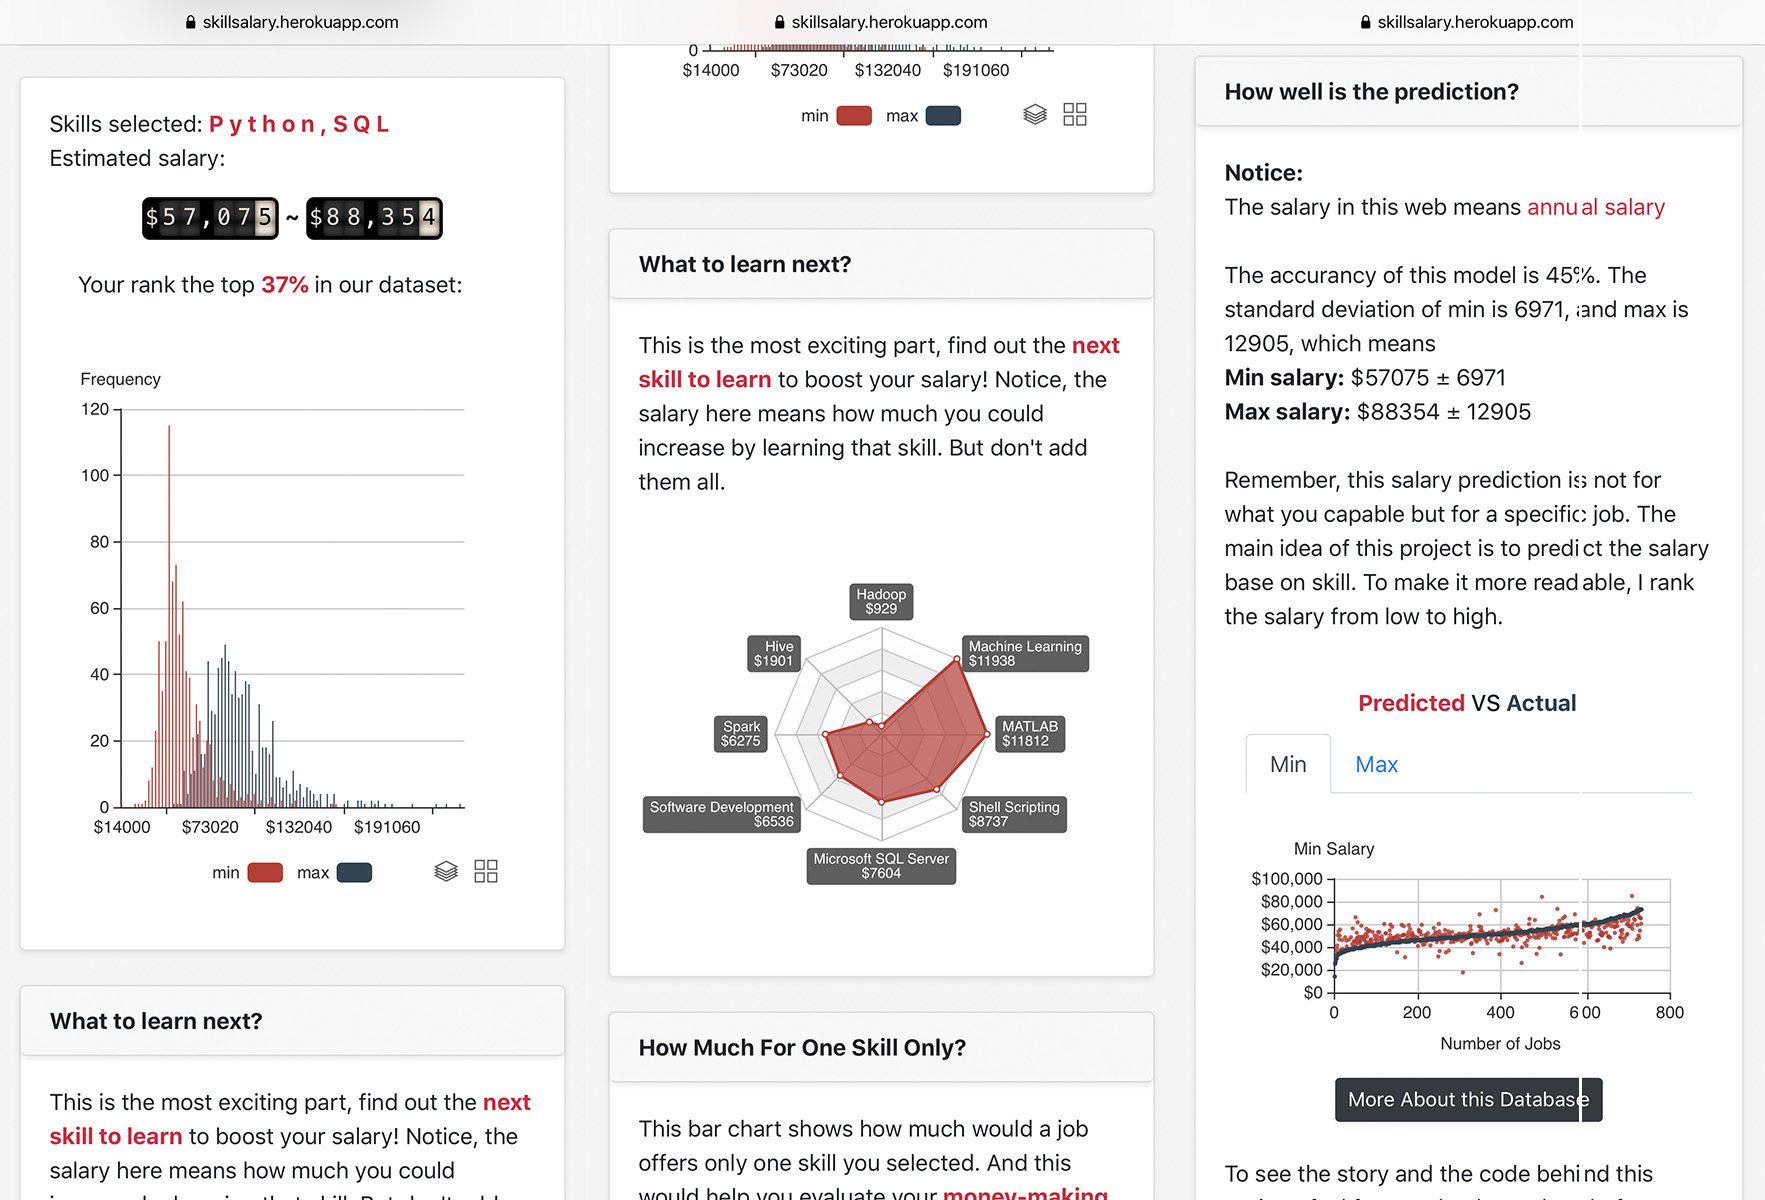 skillsalary.herokuapp.com
Skills selected: Python, SQL
Estimated salary:
$57,075 ~ $88,354
Your rank the top 37% in our dataset:
Frequency
120
100
80
60
40
20
0
$14000 $73020 $132040 $191060
min max
What to learn next?
This is the most exciting part, find out the next
skill to learn to boost your salary! Notice, the
salary here means how much you could
skillsalary.herokuapp.com
0
$14000 $73020 $132040 $191060
min max
What to learn next?
This is the most exciting part, find out the next
skill to learn to boost your salary! Notice, the
salary here means how much you could
increase by learning that skill. But don't add
them all.
Hadoop
$929
Hive
$1901
Machine Learning
$11938
Spark
$6275
MATLAB
$11812
Software Development
$6536
Shell Scripting
$8737
Microsoft SQL Server
$7604
How Much For One Skill Only?
This bar chart shows how much would a job
offers only one skill you selected. And this
would help you evaluate your money-making
skillsalary.herokuapp.com
How well is the prediction?
Notice:
The salary in this web means annual salary
The accurancy of this model is 45%. The
standard deviation of min is 6971, and max is
12905, which means
Min salary: $57075 ± 6971
Max salary: $88354 ± 12905
Remember, this salary prediction is not for
what you capable but for a specific job. The
main idea of this project is to predict the salary
base on skill. To make it more readable, I rank
the salary from low to high.
Predicted VS Actual
Min Max
Min Salary
$100,000
$80,000
$60,000
$40,000
$20,000
$0
0 200 400 600 800
Number of Jobs
More About this Database
To see the story and the code behind this